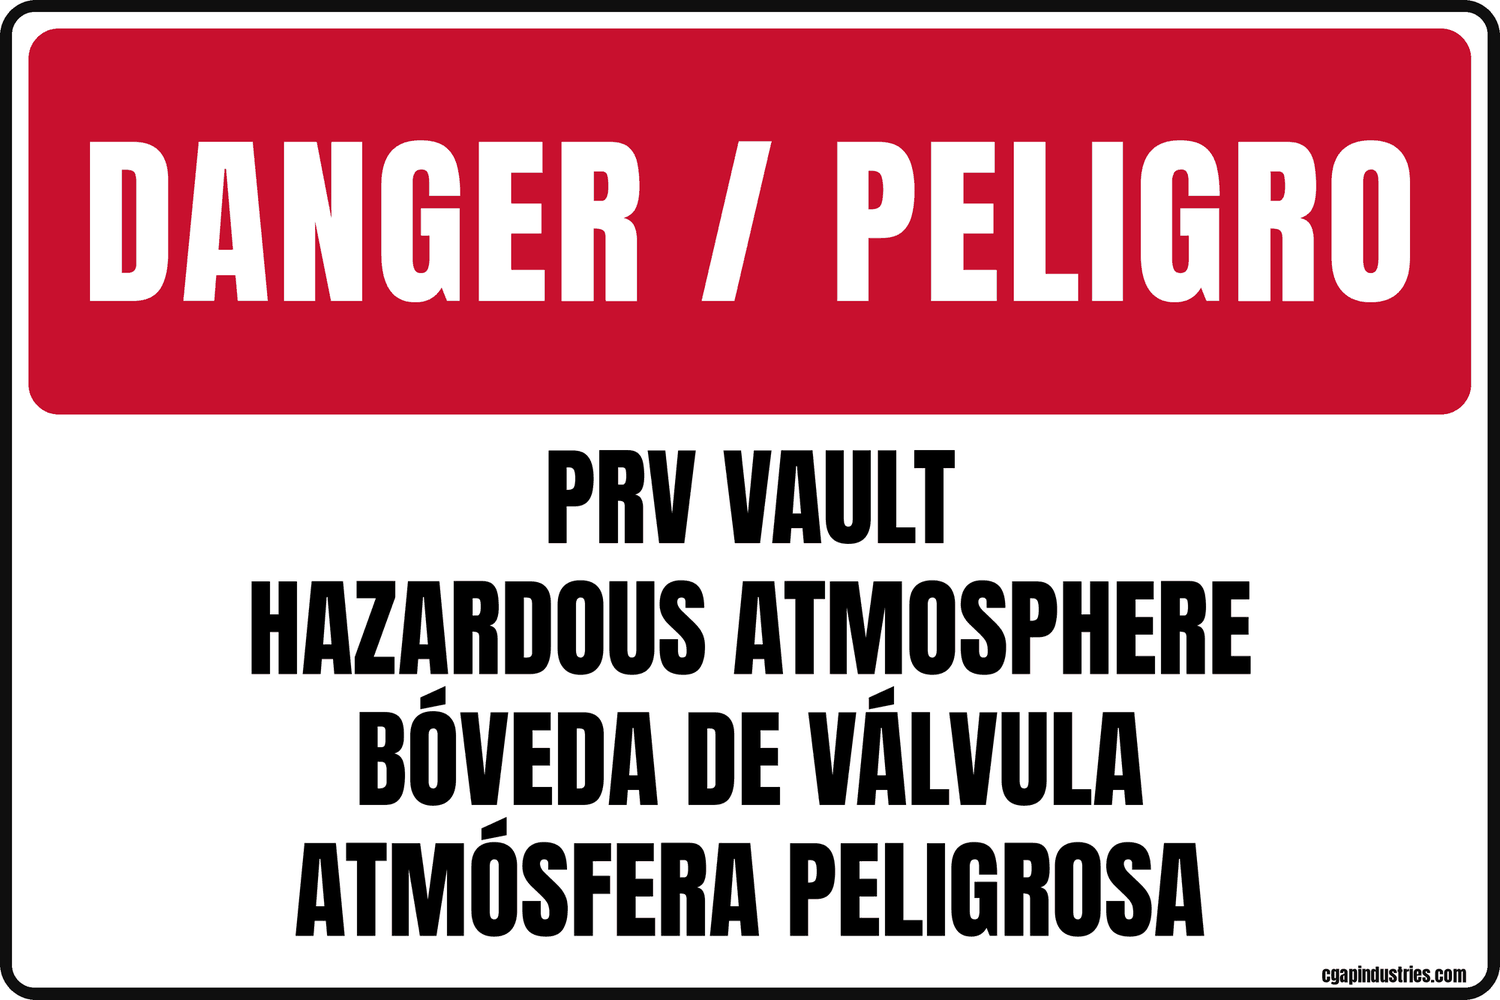 DANGER / PELIGRO
PRV VAULT
HAZARDOUS ATMOSPHERE
BÓVEDA DE VÁLVULA
ATMÓSFERA PELIGROSA
cgapindustries.com